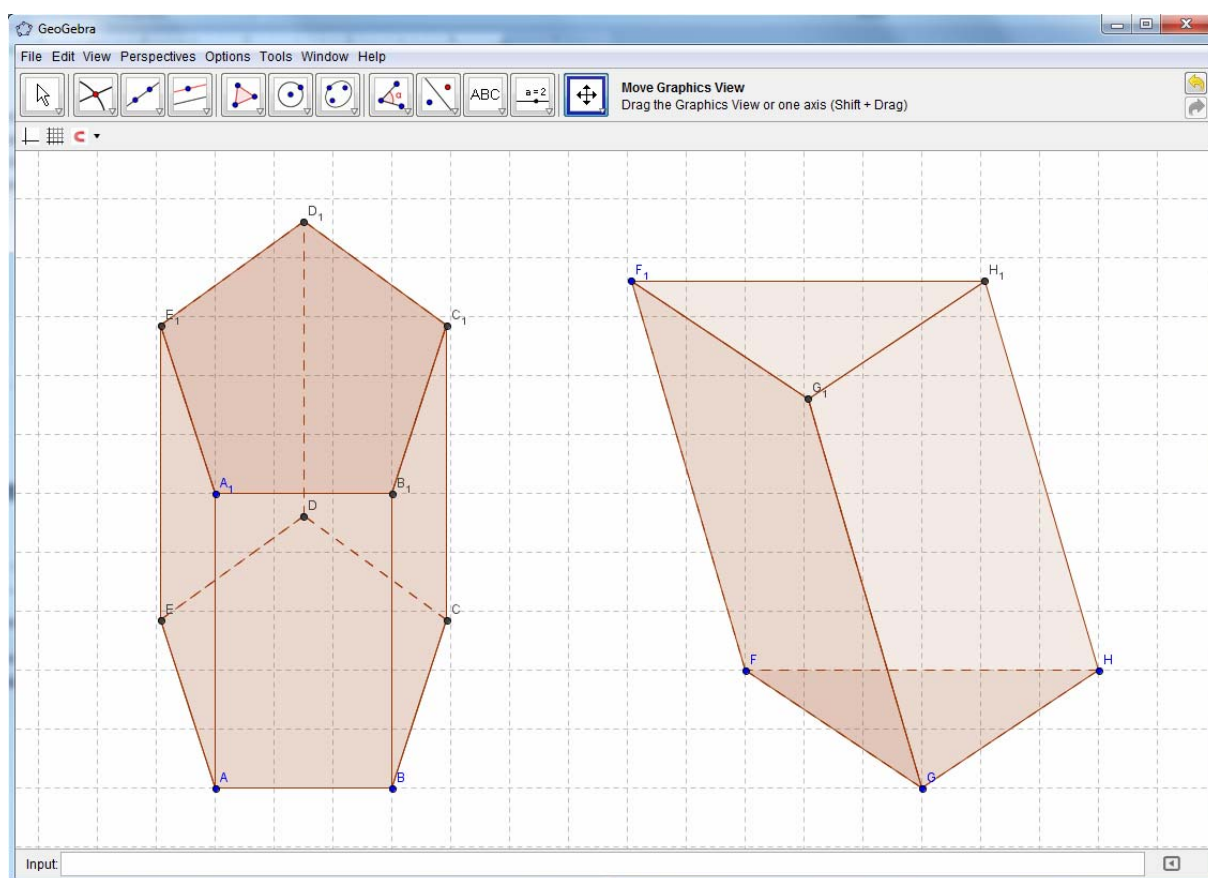 GeoGebra
File Edit View Perspectives Options Tools Window Help
ABC
a = 2
Move Graphics View
Drag the Graphics View or one axis (Shift + Drag)
D₁
E₁
C₁
A₁
B₁
D
E
C
A
B
F₁
H₁
G₁
F
H
G
Input: